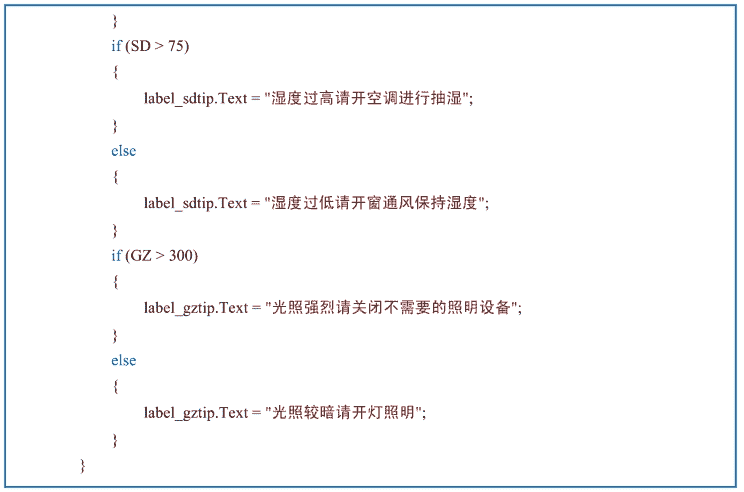 }
if (SD > 75)
{
label_sdtip.Text = "湿度过高请开空调进行抽湿";
}
else
{
label_sdtip.Text = "湿度过低请开窗通风保持湿度";
}
if (GZ > 300)
{
label_gztip.Text = "光照强烈请关闭不需要的照明设备";
}
else
{
label_gztip.Text = "光照较暗请开灯照明";
}
}